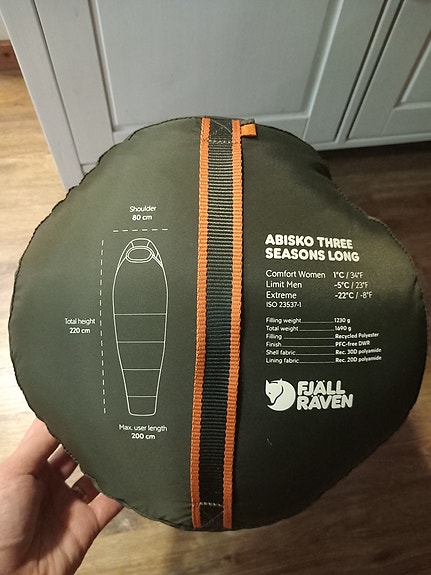 Shoulder
80 cm
Total height
220 cm
Max. user length
200 cm
ABISKO THREE
SEASONS LONG
Comfort Women 1°C / 34°F
Limit Men -5°C / 23°F
Extreme -22°C / -8°F
ISO 23537-1
Filling weight 1230 g
Total weight 1690 g
Filling Recycled Polyester
Finish PFC-free DWR
Shell fabric Rec. 30D polyamide
Lining fabric Rec. 20D polyamide
FJÄLL
RÄVEN